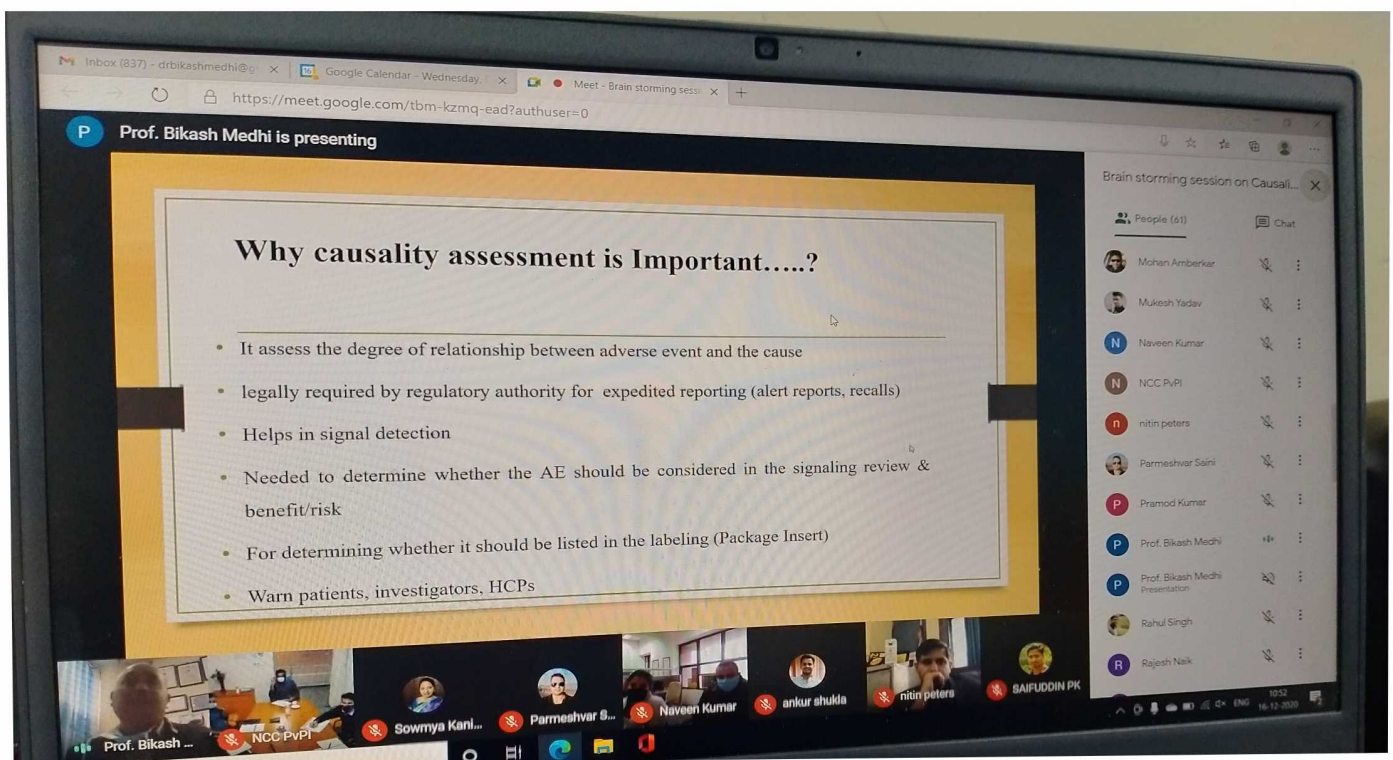 Inbox (837) - drbikashmedhi@g
Google Calendar - Wednesday,
Meet - Brain storming sess
https://meet.google.com/tbm-kzmq-ead?authuser=0
P Prof. Bikash Medhi is presenting
Why causality assessment is Important…..?
It assess the degree of relationship between adverse event and the cause
legally required by regulatory authority for expedited reporting (alert reports, recalls)
Helps in signal detection
Needed to determine whether the AE should be considered in the signaling review &
benefit/risk
For determining whether it should be listed in the labeling (Package Insert)
Warn patients, investigators, HCPs
Brain storming session on Causali...
People (61)
Chat
Mohan Amberkar
Mukesh Yadav
N Naveen Kumar
N NCC PvPI
n nitin peters
Parmeshvar Saini
P Pramod Kumar
P Prof. Bikash Medhi
P Prof. Bikash Medhi
Presentation
Rahul Singh
R Rajesh Naik
Prof. Bikash ...
NCC PvPI
Sowmya Kani...
Parmeshvar S...
Naveen Kumar
ankur shukla
nitin peters
SAIFUDDIN PK
ENG
10:52
16-12-2020